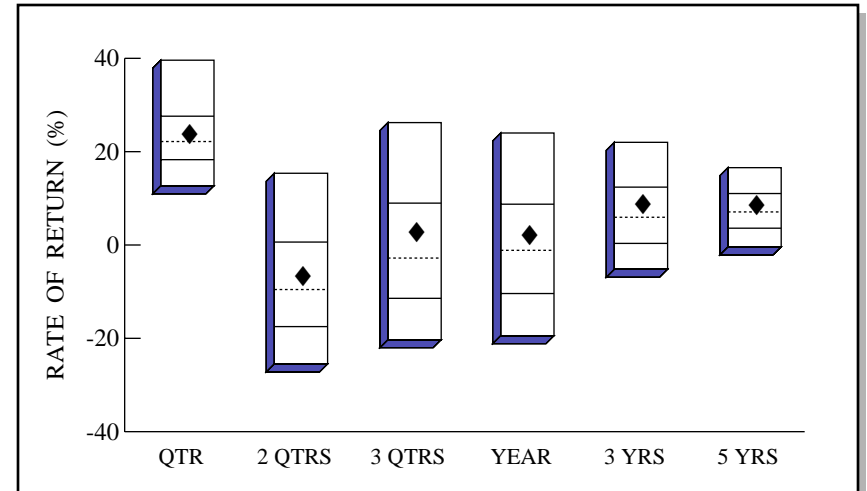 40
20
0
-20
-40
RATE OF RETURN (%)
QTR 2 QTRS 3 QTRS YEAR 3 YRS 5 YRS